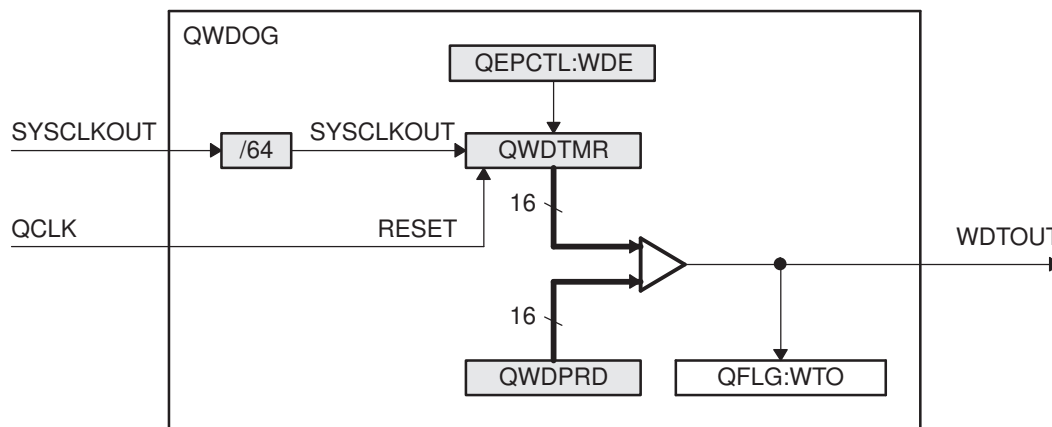 QWDOG
QEPCTL:WDE
SYSCLKOUT
/64
SYSCLKOUT
QWDTMR
16
QCLK
RESET
WDTOUT
16
QWDPRD
QFLG:WTO